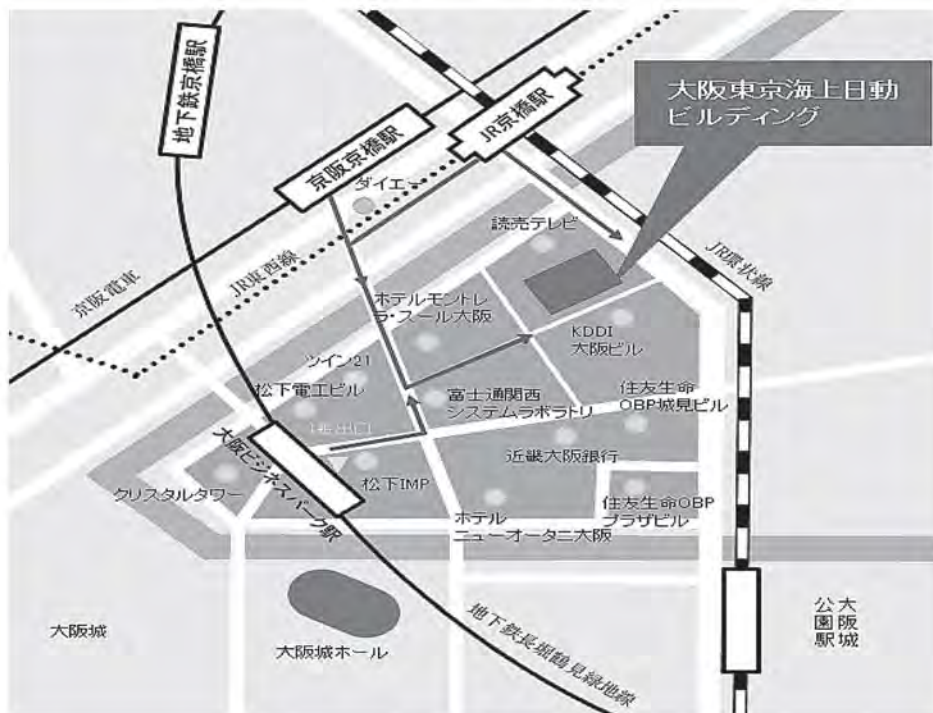 地下鉄京橋駅
京阪京橋駅
JR京橋駅
大阪東京海上日動
ビルディング
ダイエー
読売テレビ
JR環状線
京阪電車
JR東西線
ホテルモントレ
ラ・スール大阪
KDDI
大阪ビル
ツイン21
松下電工ビル
富士通関西
システムラボラトリ
住友生命
OBP城見ビル
大阪ビジネスパーク駅
近畿大阪銀行
クリスタルタワー
松下IMP
住友生命OBP
プラザビル
ホテル
ニューオータニ大阪
大阪城
大阪城ホール
地下鉄長堀鶴見緑地線
大阪城
公園駅